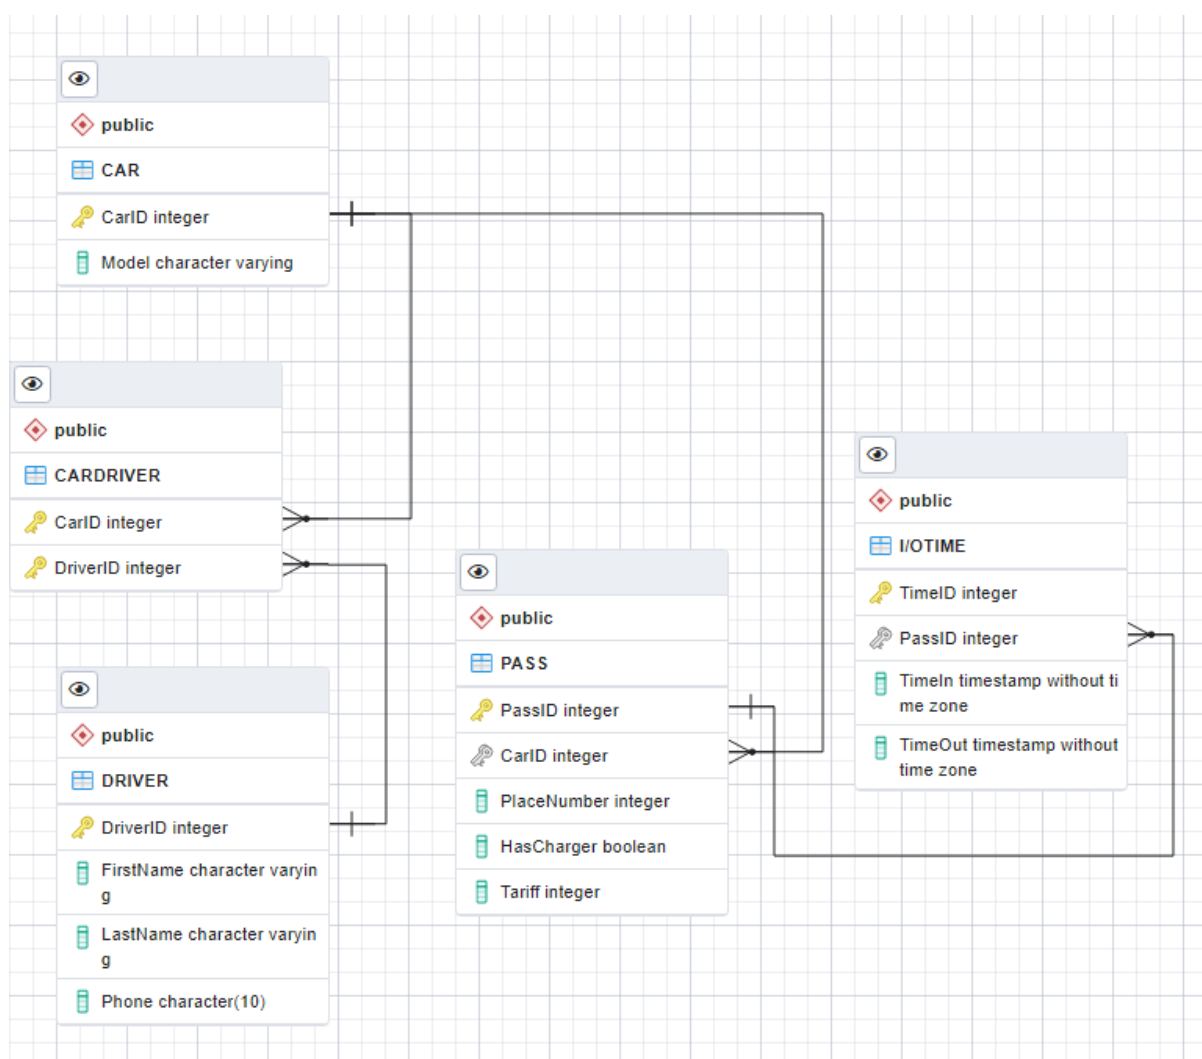 public
CAR
CarID integer
Model character varying
public
CARDRIVER
CarID integer
DriverID integer
public
DRIVER
DriverID integer
FirstName character varyin
g
LastName character varyin
g
Phone character(10)
public
PASS
PassID integer
CarID integer
PlaceNumber integer
HasCharger boolean
Tariff integer
public
I/OTIME
TimeID integer
PassID integer
TimeIn timestamp without ti
me zone
TimeOut timestamp without
time zone